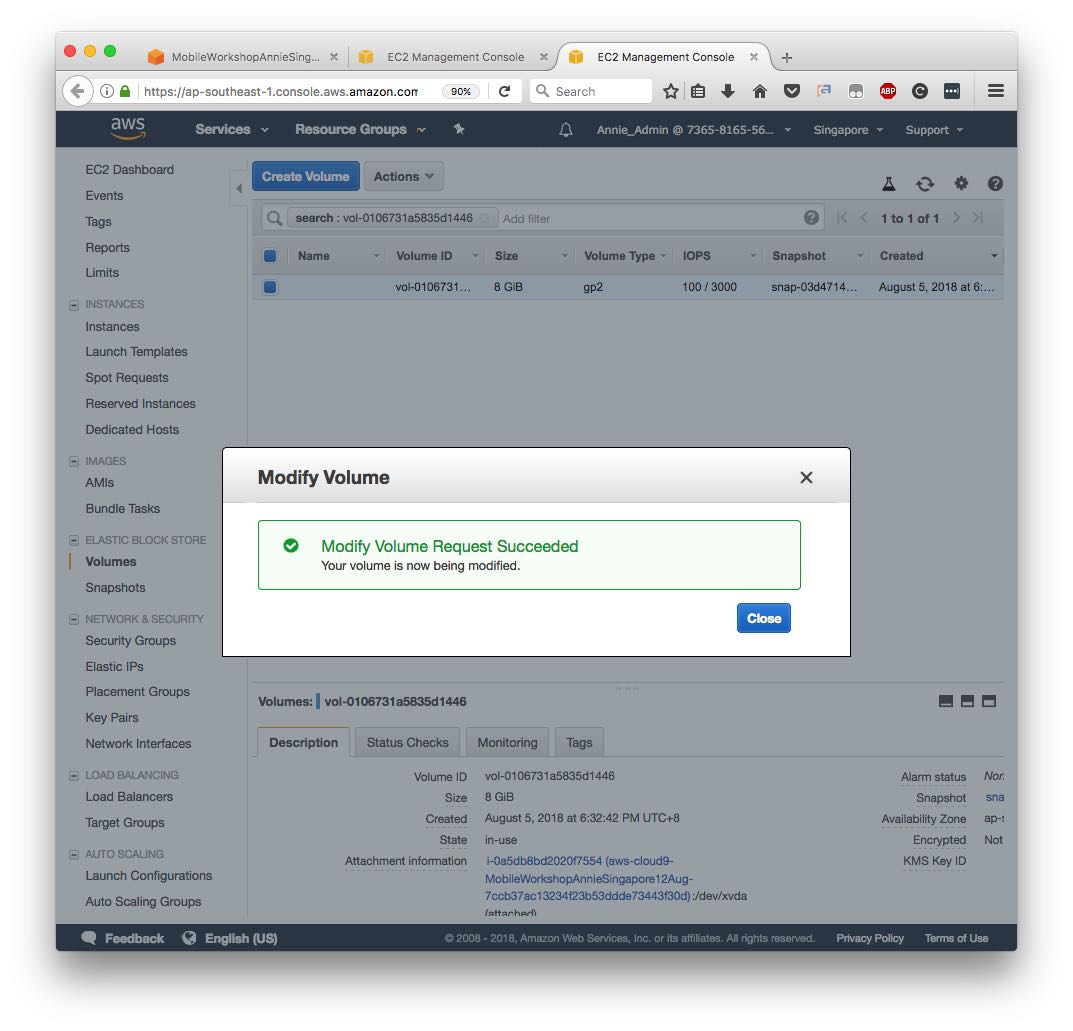 MobileWorkshopAnnieSing...
EC2 Management Console
EC2 Management Console
https://ap-southeast-1.console.aws.amazon.com
90%
Search
ABP
aws
Services
Resource Groups
Annie_Admin @ 7365-8165-56...
Singapore
Support
EC2 Dashboard
Events
Tags
Reports
Limits
INSTANCES
Instances
Launch Templates
Spot Requests
Reserved Instances
Dedicated Hosts
IMAGES
AMIs
Bundle Tasks
ELASTIC BLOCK STORE
Volumes
Snapshots
NETWORK & SECURITY
Security Groups
Elastic IPs
Placement Groups
Key Pairs
Network Interfaces
LOAD BALANCING
Load Balancers
Target Groups
AUTO SCALING
Launch Configurations
Auto Scaling Groups
Create Volume
Actions
search : vol-0106731a5835d1446
Add filter
1 to 1 of 1
Name Volume ID Size Volume Type IOPS Snapshot Created
vol-0106731... 8 GiB gp2 100 / 3000 snap-03d4714... August 5, 2018 at 6:...
Modify Volume
Modify Volume Request Succeeded
Your volume is now being modified.
Close
Volumes: vol-0106731a5835d1446
Description
Status Checks
Monitoring
Tags
Volume ID vol-0106731a5835d1446
Size 8 GiB
Created August 5, 2018 at 6:32:42 PM UTC+8
State in-use
Attachment information i-0a5db8bd2020f7554 (aws-cloud9-
MobileWorkshopAnnieSingapore12Aug-
7ccb37ac13234f23b53ddde73443f30d):/dev/xvda
(attached)
Alarm status Non
Snapshot sna
Availability Zone ap-s
Encrypted Not
KMS Key ID
Feedback
English (US)
© 2008 - 2018, Amazon Web Services, Inc. or its affiliates. All rights reserved.
Privacy Policy
Terms of Use